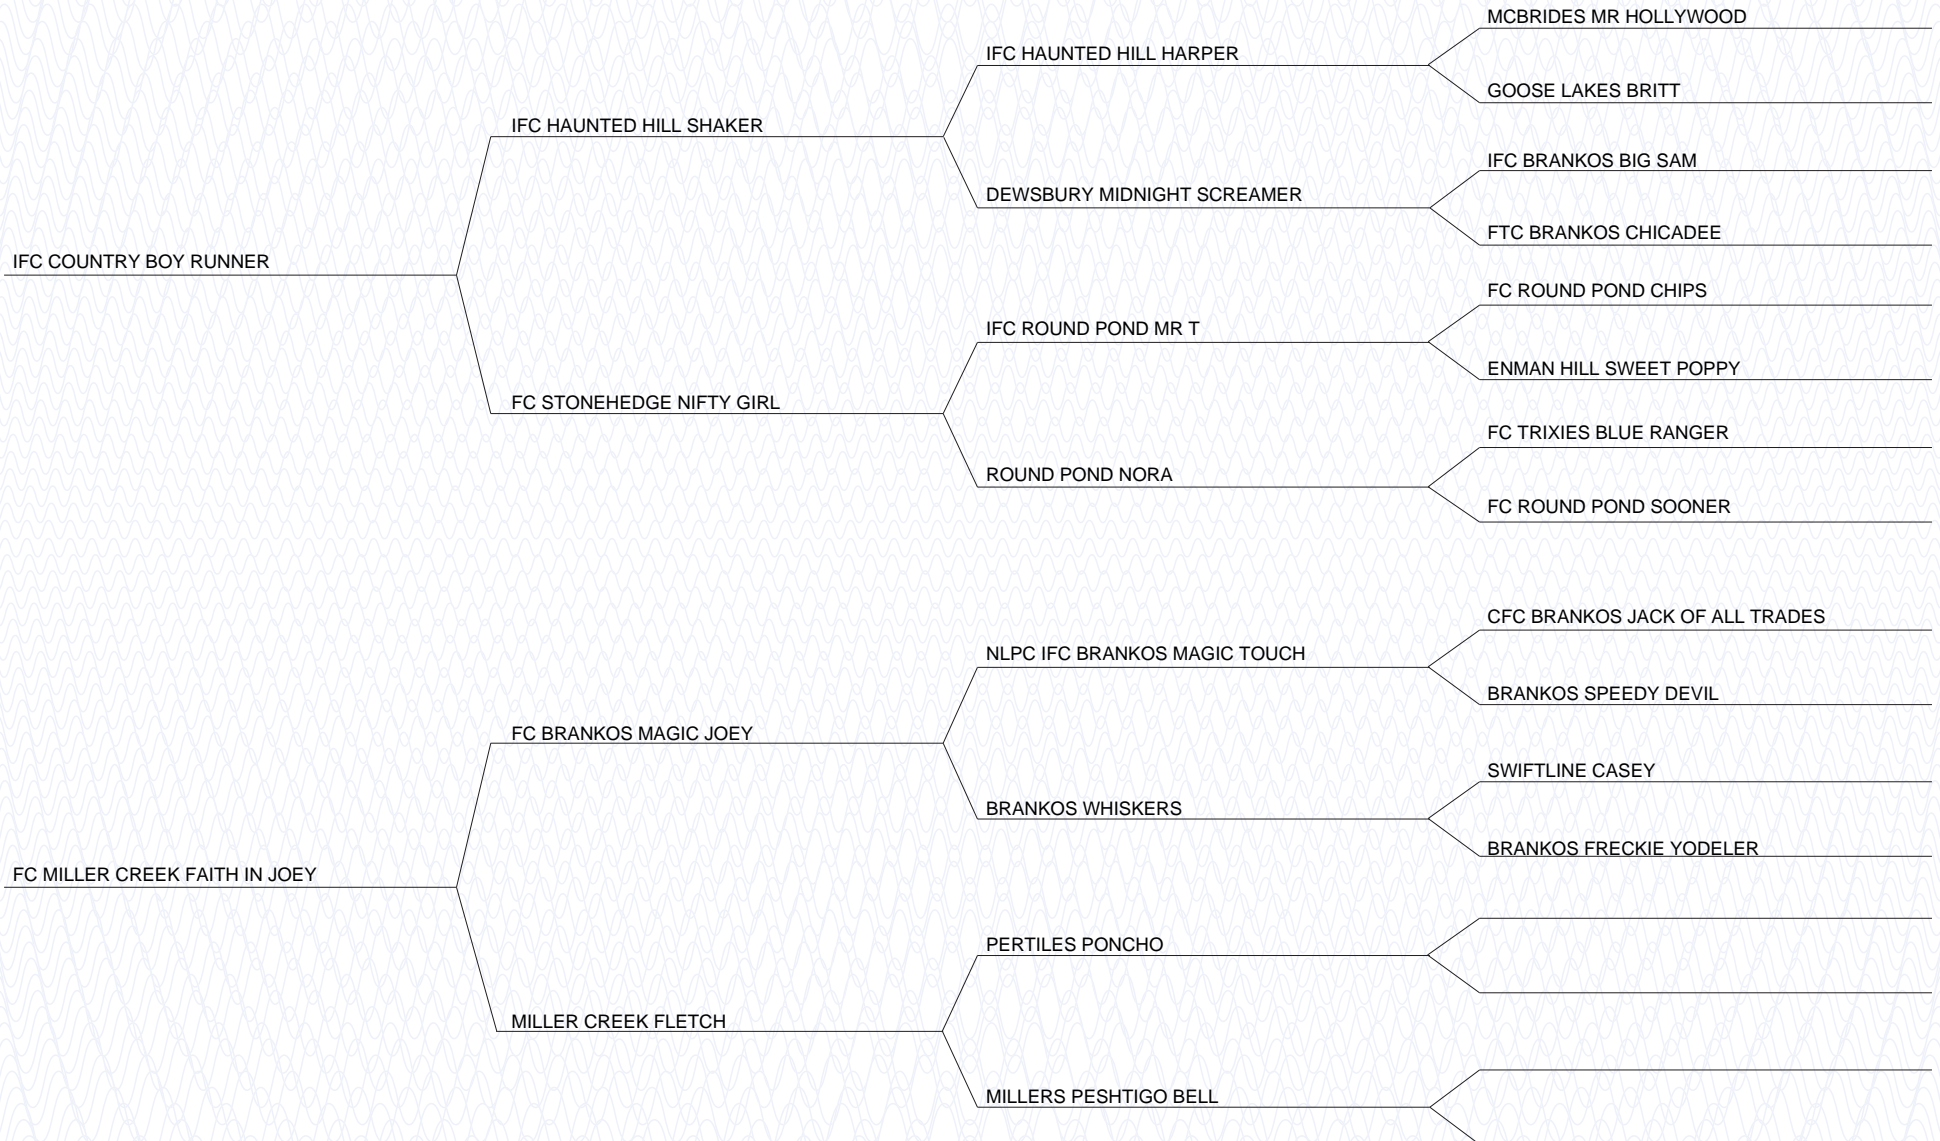 MCBRIDES MR HOLLYWOOD
IFC HAUNTED HILL HARPER
GOOSE LAKES BRITT
IFC HAUNTED HILL SHAKER
IFC BRANKOS BIG SAM
DEWSBURY MIDNIGHT SCREAMER
FTC BRANKOS CHICADEE
IFC COUNTRY BOY RUNNER
FC ROUND POND CHIPS
IFC ROUND POND MR T
ENMAN HILL SWEET POPPY
FC STONEHEDGE NIFTY GIRL
FC TRIXIES BLUE RANGER
ROUND POND NORA
FC ROUND POND SOONER
CFC BRANKOS JACK OF ALL TRADES
NLPC IFC BRANKOS MAGIC TOUCH
BRANKOS SPEEDY DEVIL
FC BRANKOS MAGIC JOEY
SWIFTLINE CASEY
BRANKOS WHISKERS
BRANKOS FRECKIE YODELER
FC MILLER CREEK FAITH IN JOEY
PERTILES PONCHO
MILLER CREEK FLETCH
MILLERS PESHTIGO BELL